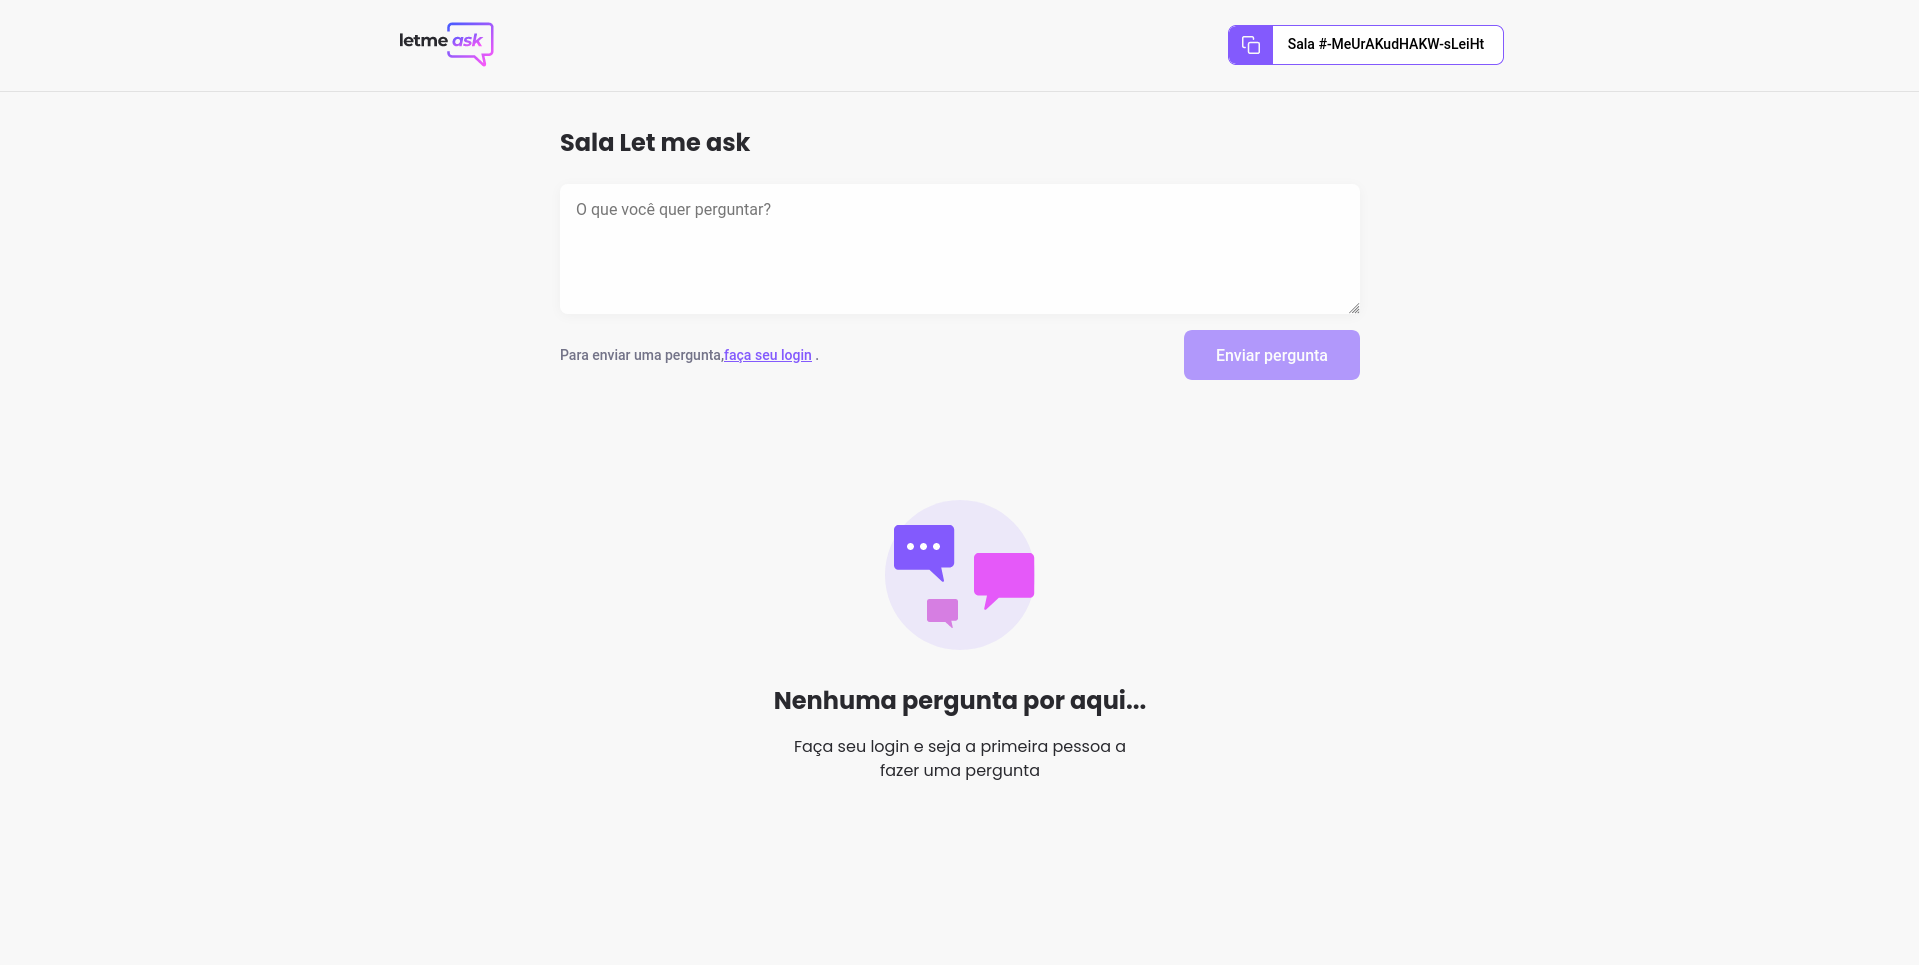 letme ask
Sala #-MeUrAKudHAKW-sLeiHt
Sala Let me ask
O que você quer perguntar?
Para enviar uma pergunta,faça seu login .
Enviar pergunta
Nenhuma pergunta por aqui...
Faça seu login e seja a primeira pessoa a
fazer uma pergunta